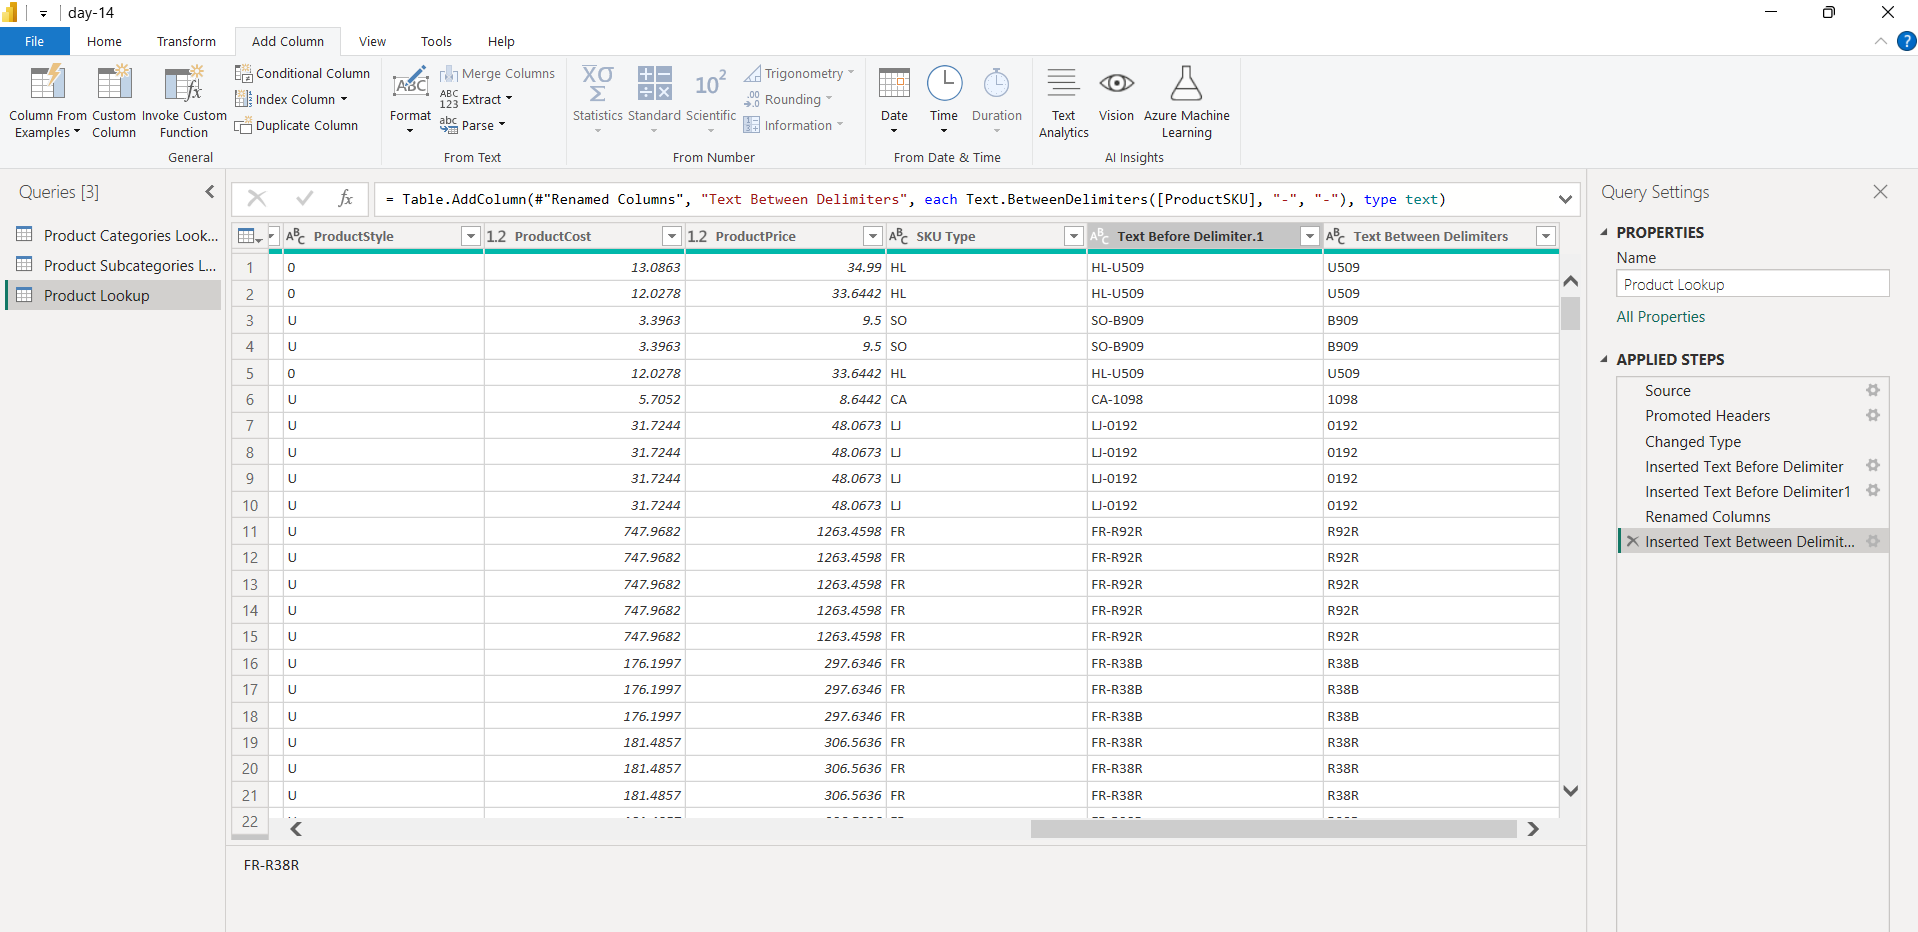 day-14
File Home Transform Add Column View Tools Help
Column From Examples
Custom Column
Invoke Custom Function
Conditional Column
Index Column
Duplicate Column
General
Format
Merge Columns
Extract
Parse
From Text
Statistics
Standard
Scientific
Trigonometry
Rounding
Information
From Number
Date
Time
Duration
From Date & Time
Text Analytics
Vision
Azure Machine Learning
AI Insights
Queries [3]
Product Categories Look...
Product Subcategories L...
Product Lookup
= Table.AddColumn(#"Renamed Columns", "Text Between Delimiters", each Text.BetweenDelimiters([ProductSKU], "-", "-"), type text)
ProductStyle 1.2 ProductCost 1.2 ProductPrice SKU Type Text Before Delimiter.1 Text Between Delimiters
1 0 13.0863 34.99 HL HL-U509 U509
2 0 12.0278 33.6442 HL HL-U509 U509
3 U 3.3963 9.5 SO SO-B909 B909
4 U 3.3963 9.5 SO SO-B909 B909
5 0 12.0278 33.6442 HL HL-U509 U509
6 U 5.7052 8.6442 CA CA-1098 1098
7 U 31.7244 48.0673 LJ LJ-0192 0192
8 U 31.7244 48.0673 LJ LJ-0192 0192
9 U 31.7244 48.0673 LJ LJ-0192 0192
10 U 31.7244 48.0673 LJ LJ-0192 0192
11 U 747.9682 1263.4598 FR FR-R92R R92R
12 U 747.9682 1263.4598 FR FR-R92R R92R
13 U 747.9682 1263.4598 FR FR-R92R R92R
14 U 747.9682 1263.4598 FR FR-R92R R92R
15 U 747.9682 1263.4598 FR FR-R92R R92R
16 U 176.1997 297.6346 FR FR-R38B R38B
17 U 176.1997 297.6346 FR FR-R38B R38B
18 U 176.1997 297.6346 FR FR-R38B R38B
19 U 181.4857 306.5636 FR FR-R38R R38R
20 U 181.4857 306.5636 FR FR-R38R R38R
21 U 181.4857 306.5636 FR FR-R38R R38R
22
FR-R38R
Query Settings
PROPERTIES
Name
Product Lookup
All Properties
APPLIED STEPS
Source
Promoted Headers
Changed Type
Inserted Text Before Delimiter
Inserted Text Before Delimiter1
Renamed Columns
Inserted Text Between Delimit...